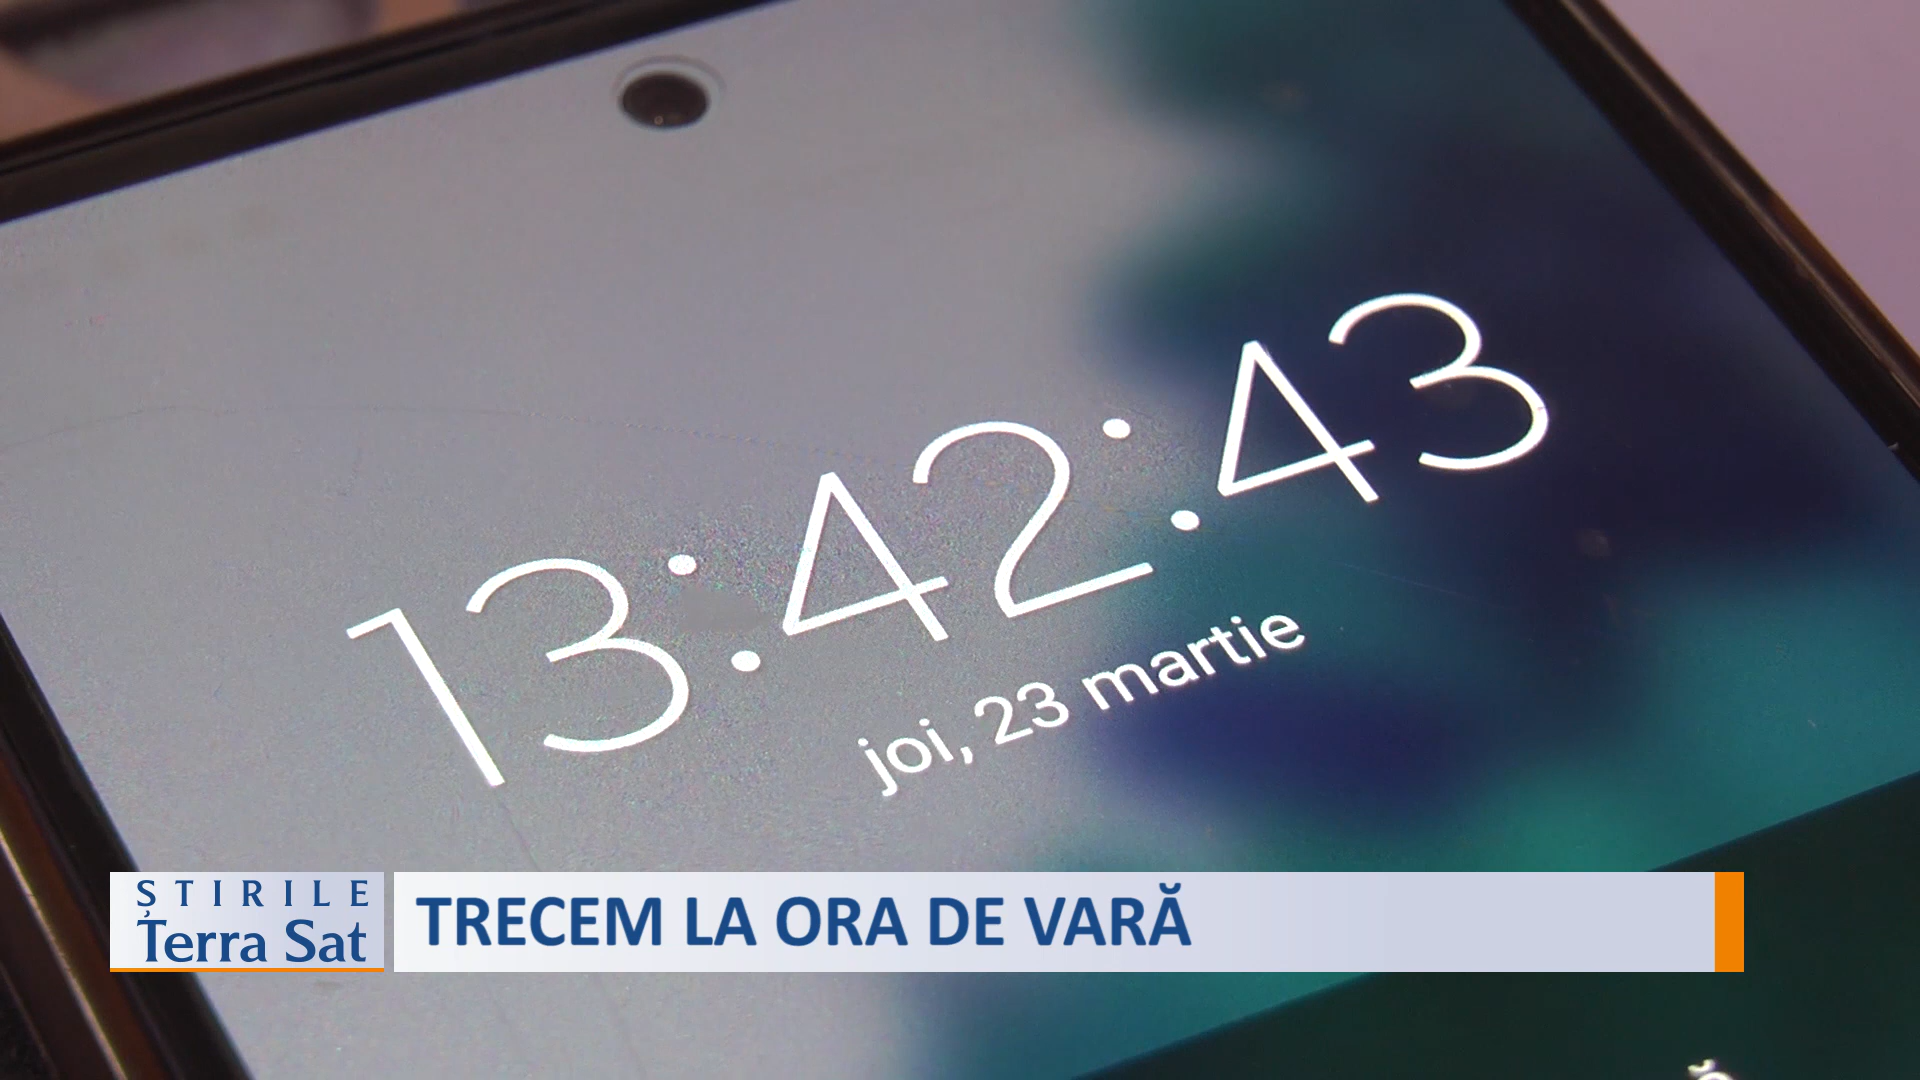 13:42:43
joi, 23 martie
ȘTIRILE
Terra Sat
TRECEM LA ORA DE VARĂ